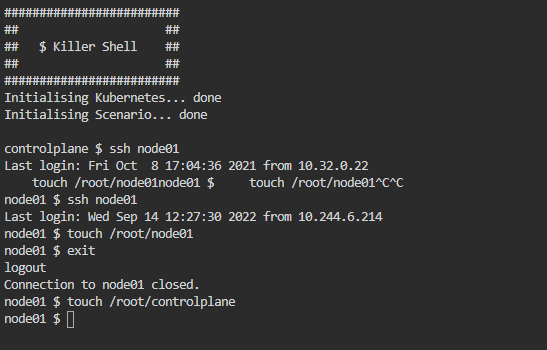 #########################
##                     ##
##   $ Killer Shell    ##
##                     ##
#########################
Initialising Kubernetes... done
Initialising Scenario... done

controlplane $ ssh node01
Last login: Fri Oct  8 17:04:36 2021 from 10.32.0.22
    touch /root/node01node01 $     touch /root/node01^C^C
node01 $ ssh node01
Last login: Wed Sep 14 12:27:30 2022 from 10.244.6.214
node01 $ touch /root/node01
node01 $ exit
logout
Connection to node01 closed.
node01 $ touch /root/controlplane
node01 $